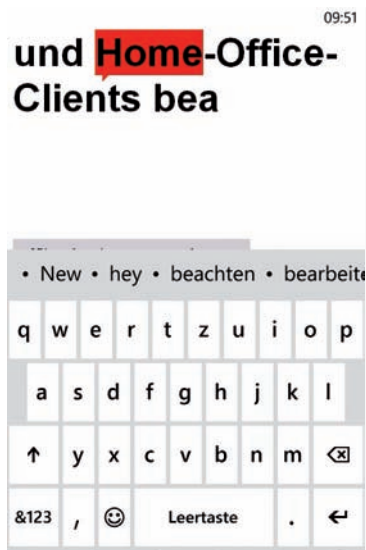 09:51
und Home-Office-
Clients bea
• New • hey • beachten • bearbeite
q w e r t z u i o p
a s d f g h j k l
y x c v b n m
&123 , Leertaste .